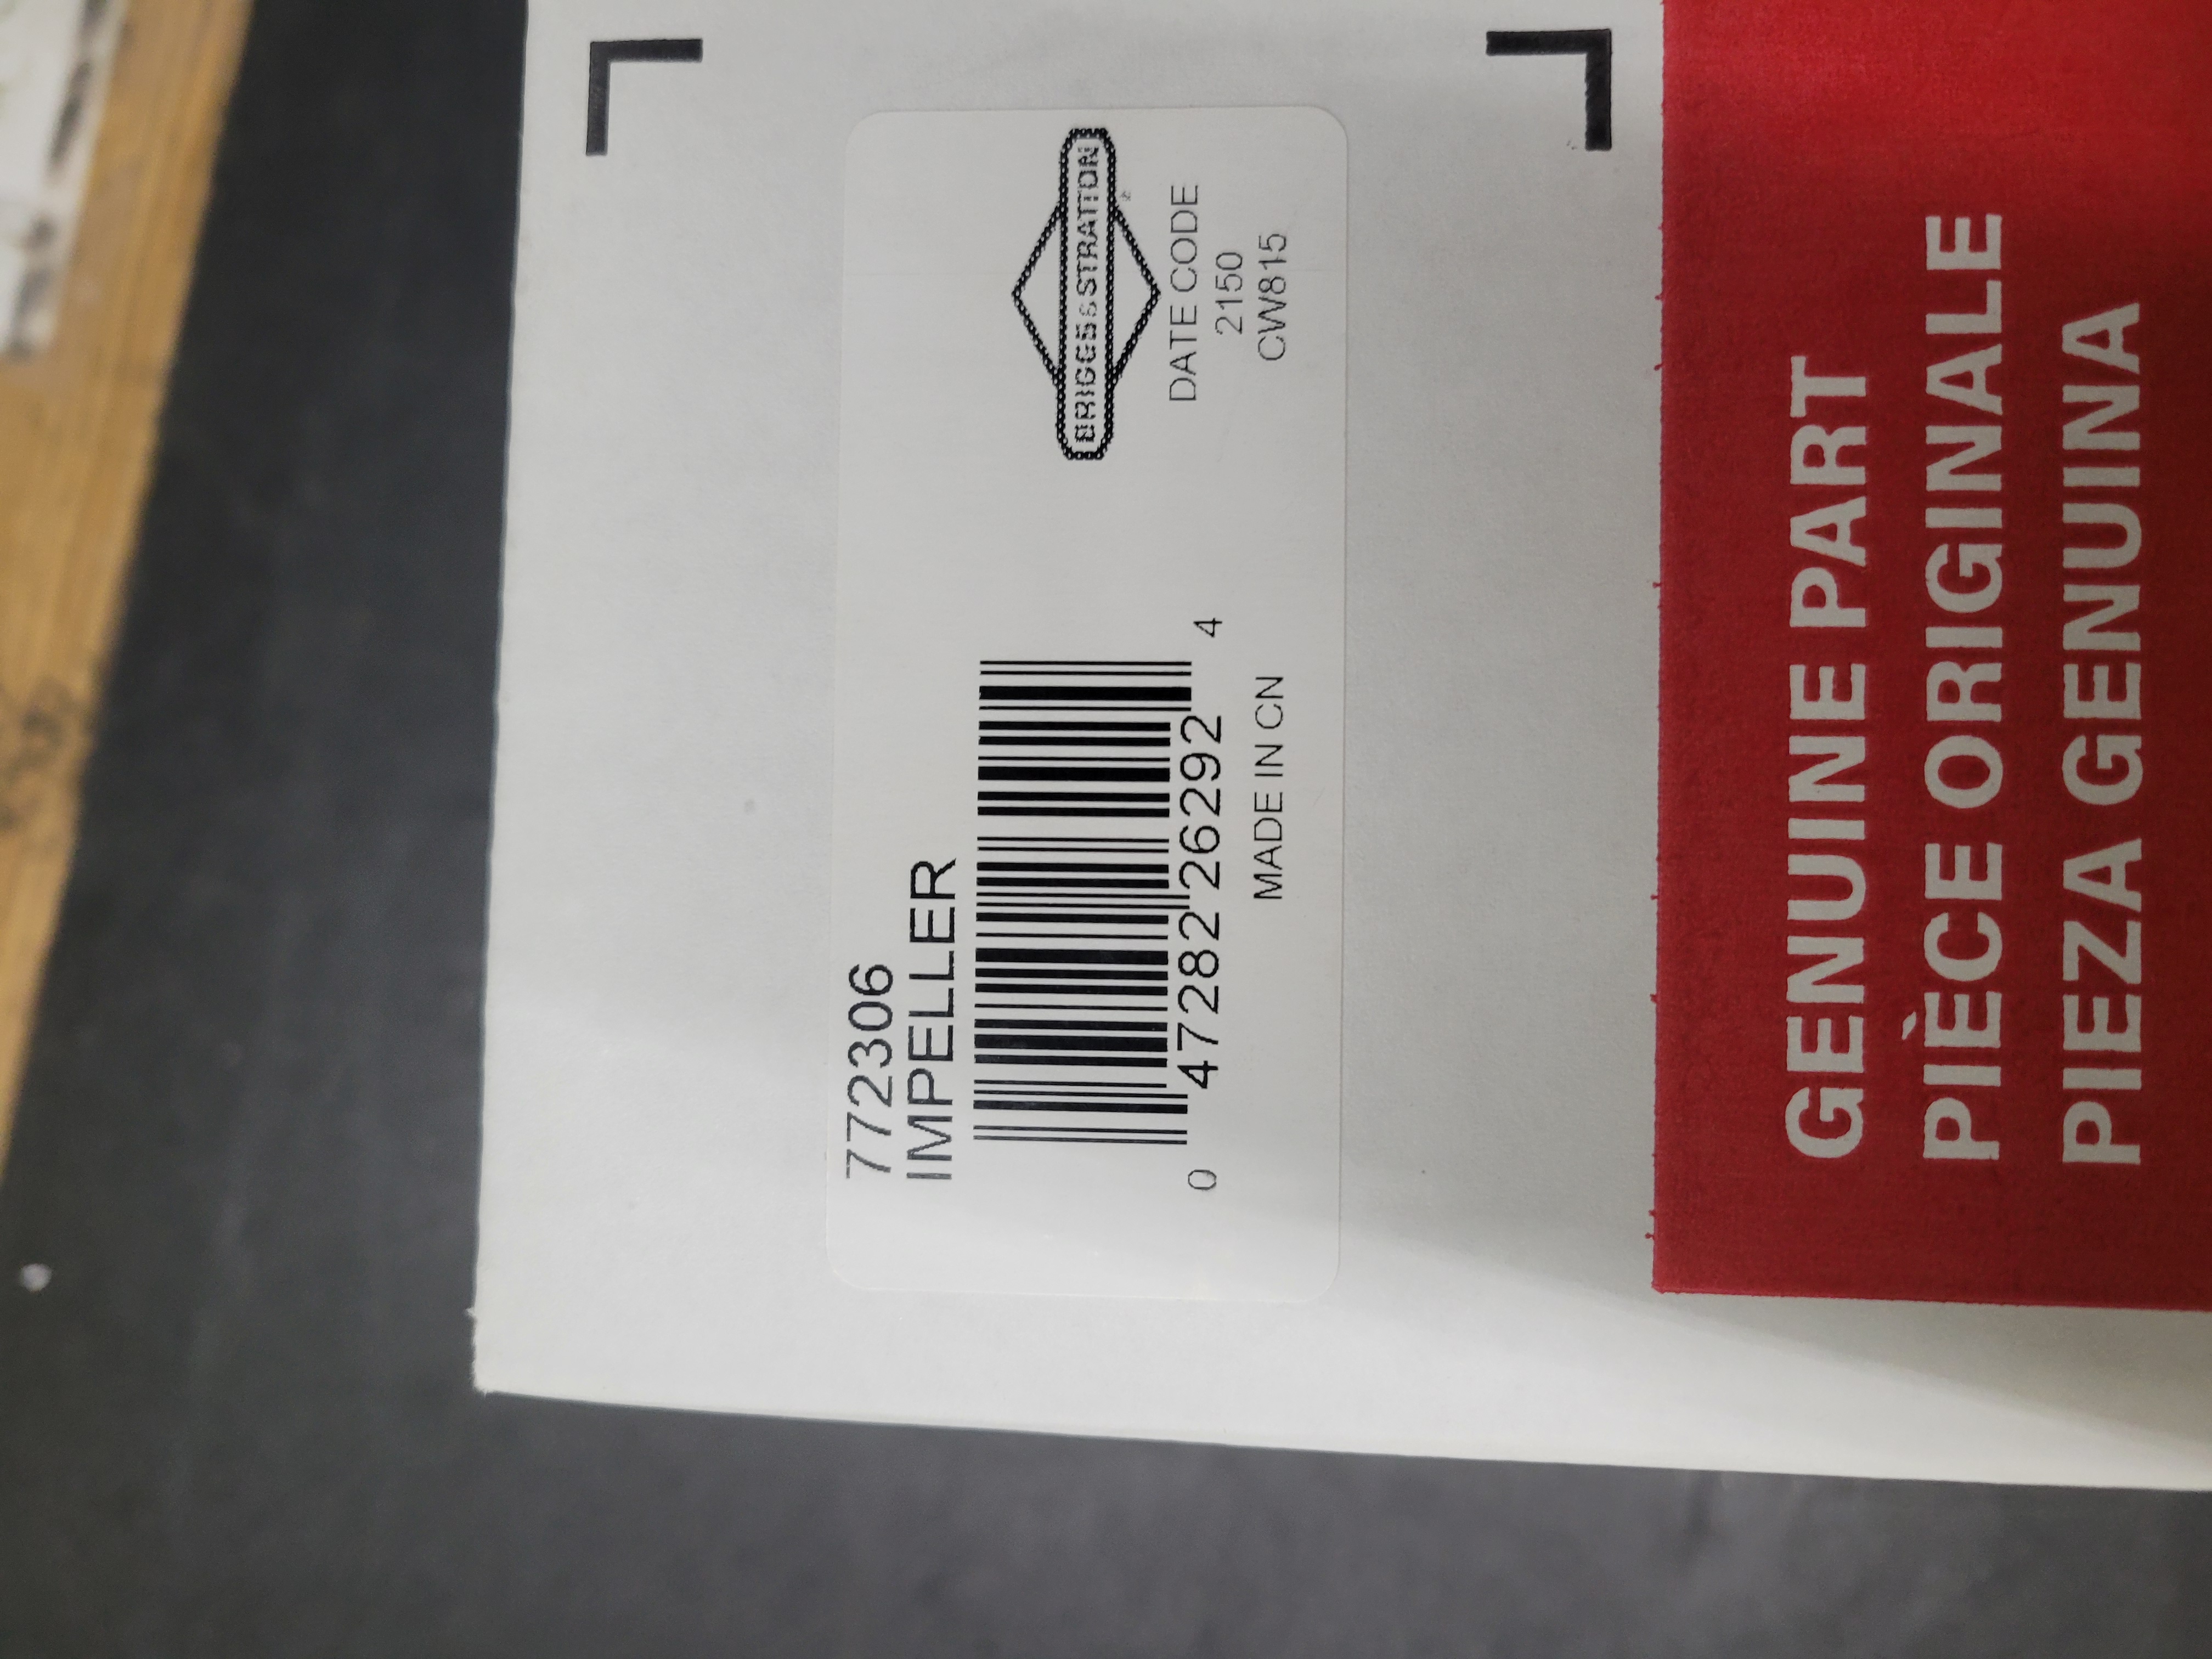 772306
IMPELLER
0 47282 26292 4
MADE IN CN
BRIGGS & STRATTON
DATE CODE
2150
CW815
GENUINE PART
PIÈCE ORIGINALE
PIEZA GENUINA